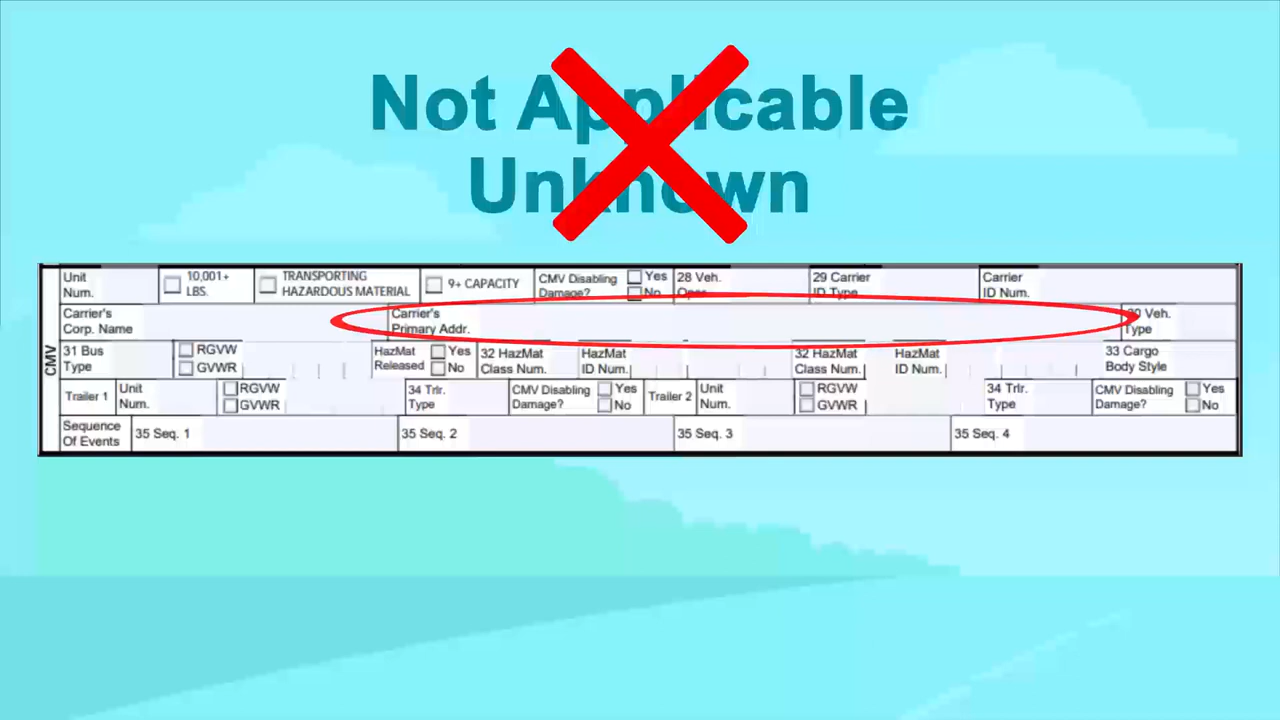 Not Applicable
Unknown
CMV
Unit Num. 10,001+ LBS. TRANSPORTING HAZARDOUS MATERIAL 9+ CAPACITY CMV Disabling Damage? Yes No 28 Veh. Oper. 29 Carrier ID Type Carrier ID Num.
Carrier's Corp. Name Carrier's Primary Addr. 30 Veh. Type
31 Bus Type RGVW GVWR HazMat Released Yes No 32 HazMat Class Num. HazMat ID Num. 32 HazMat Class Num. HazMat ID Num. 33 Cargo Body Style
Trailer 1 Unit Num. RGVW GVWR 34 Trlr. Type CMV Disabling Damage? Yes No Trailer 2 Unit Num. RGVW GVWR 34 Trlr. Type CMV Disabling Damage? Yes No
Sequence Of Events 35 Seq. 1 35 Seq. 2 35 Seq. 3 35 Seq. 4